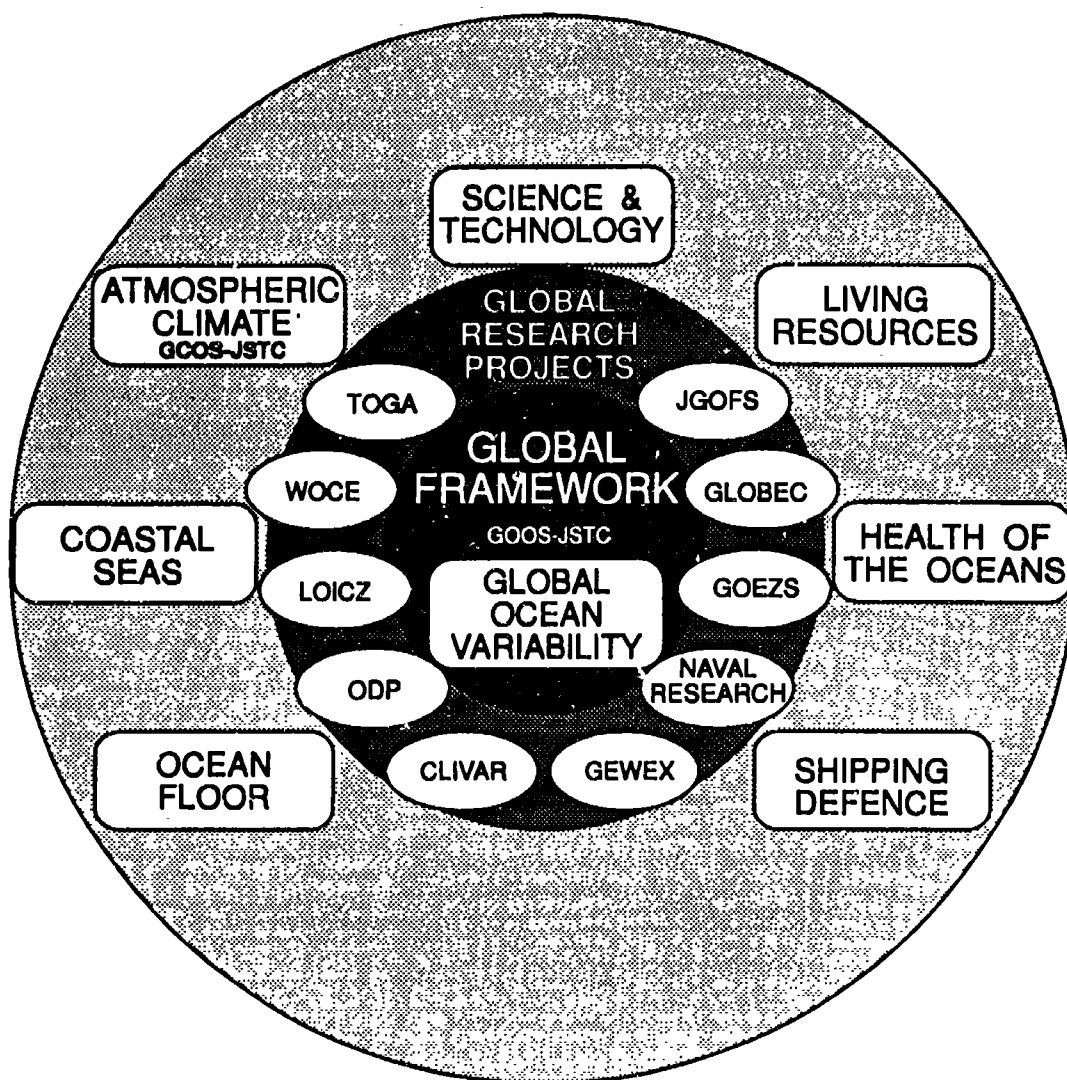 SCIENCE &
TECHNOLOGY
ATMOSPHERIC
CLIMATE
GCOS-JSTC
GLOBAL
RESEARCH
PROJECTS
LIVING
RESOURCES
TOGA
JGOFS
GLOBAL
FRAMEWORK
GOOS-JSTC
WOCE
GLOBEC
COASTAL
SEAS
HEALTH OF
THE OCEANS
LOICZ
GLOBAL
OCEAN
VARIABILITY
GOEZS
ODP
NAVAL
RESEARCH
OCEAN
FLOOR
CLIVAR
GEWEX
SHIPPING
DEFENCE